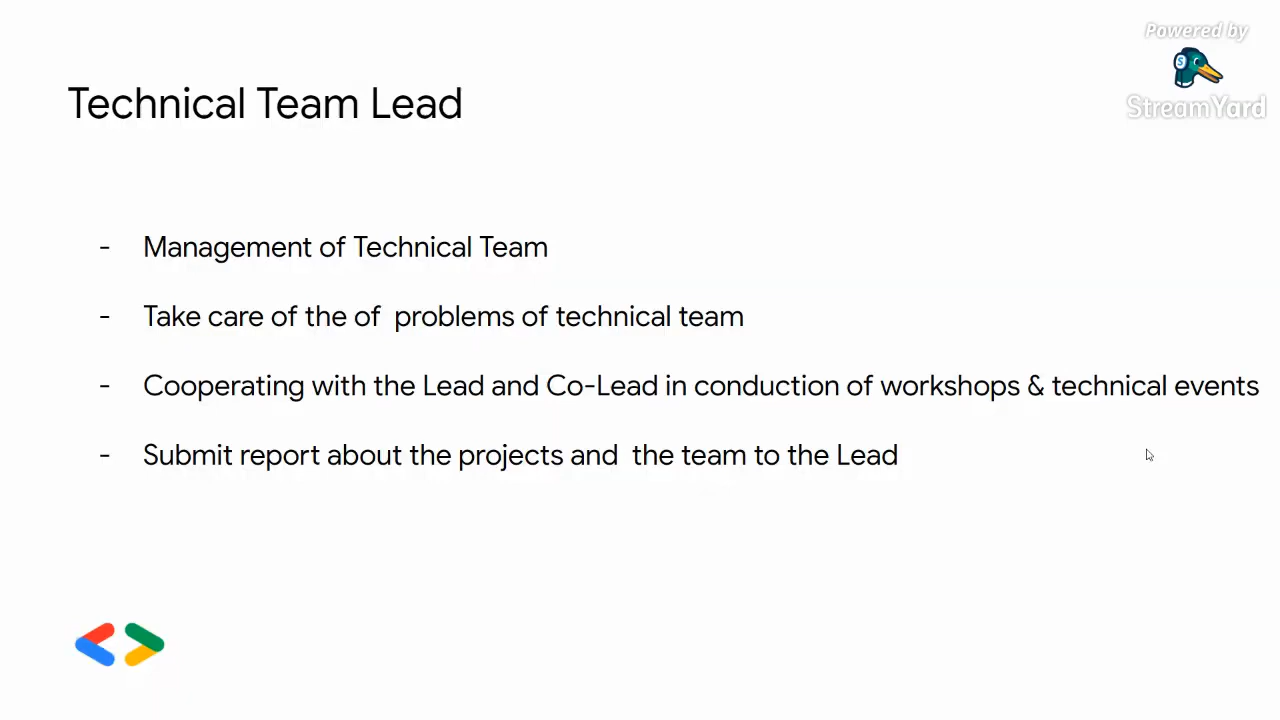 Powered by
StreamYard
Technical Team Lead
- Management of Technical Team
- Take care of the of problems of technical team
- Cooperating with the Lead and Co-Lead in conduction of workshops & technical events
- Submit report about the projects and the team to the Lead